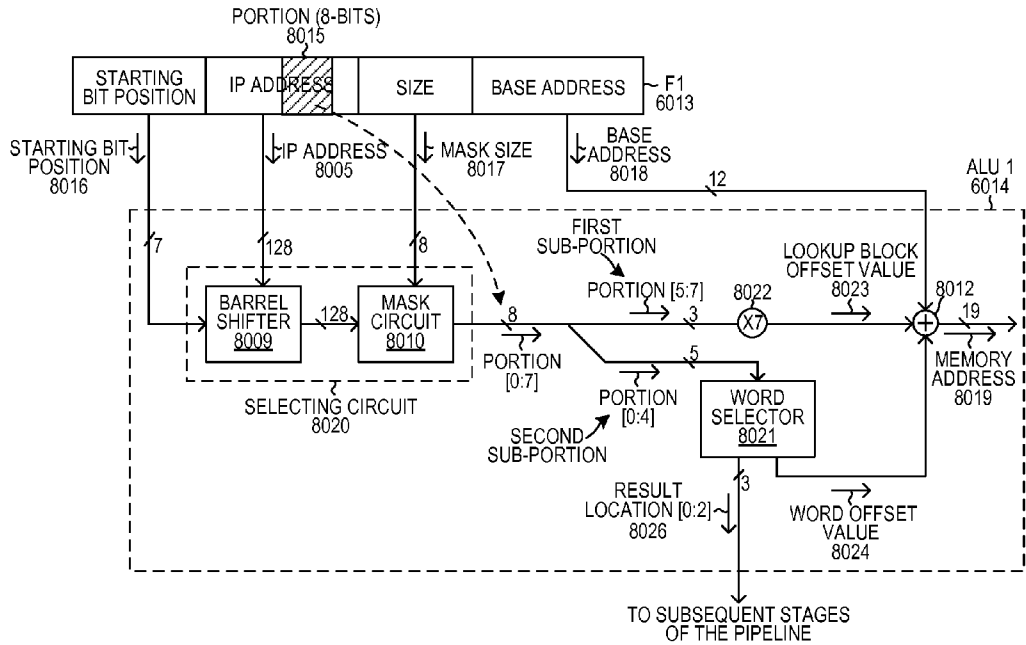 PORTION (8-BITS)
8015
STARTING
BIT POSITION
IP ADDRESS
SIZE
BASE ADDRESS
F1
6013
STARTING BIT
POSITION
8016
IP ADDRESS
8005
MASK SIZE
8017
BASE
ADDRESS
8018
12
ALU 1
6014
7
128
8
FIRST
SUB-PORTION
LOOKUP BLOCK
OFFSET VALUE
8023
BARREL
SHIFTER
8009
128
MASK
CIRCUIT
8010
8
PORTION
[0:7]
PORTION [5:7]
3
8022
X7
8012
+
19
MEMORY
ADDRESS
8019
5
PORTION
[0:4]
SECOND
SUB-PORTION
WORD
SELECTOR
8021
SELECTING CIRCUIT
8020
3
RESULT
LOCATION [0:2]
8026
WORD OFFSET
VALUE
8024
TO SUBSEQUENT STAGES
OF THE PIPELINE